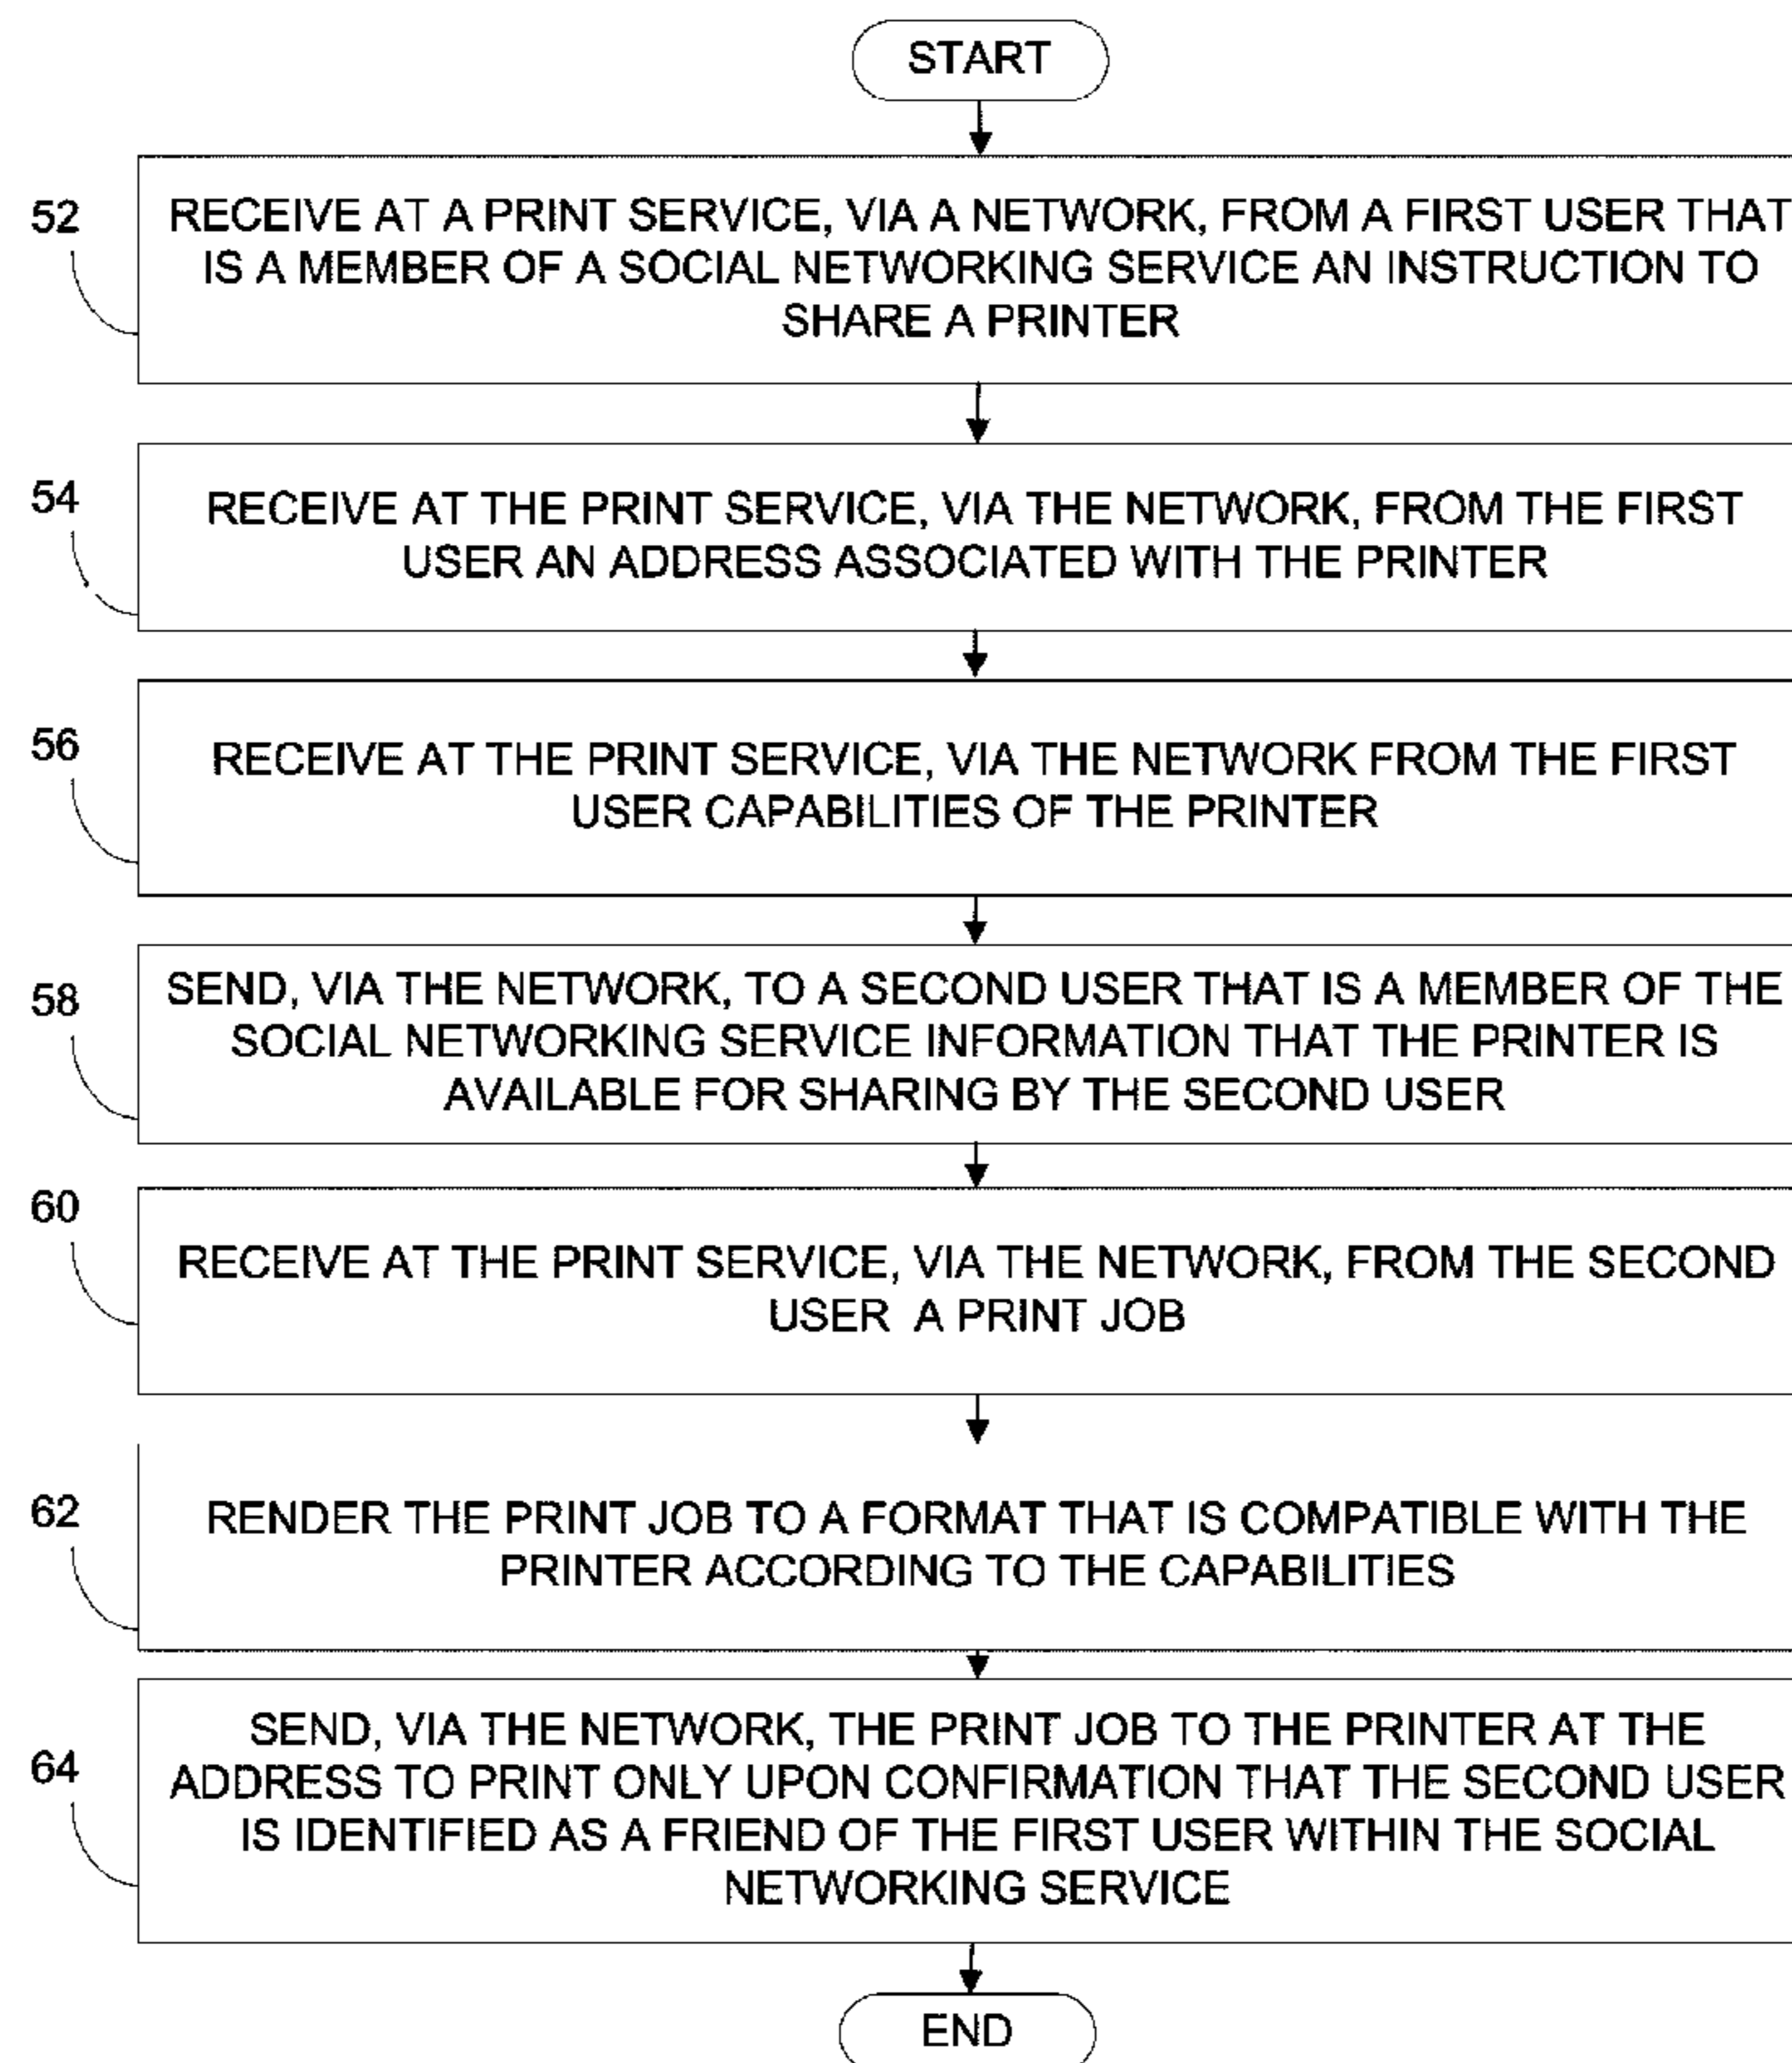 START
52
RECEIVE AT A PRINT SERVICE, VIA A NETWORK, FROM A FIRST USER THAT
IS A MEMBER OF A SOCIAL NETWORKING SERVICE AN INSTRUCTION TO
SHARE A PRINTER
54
RECEIVE AT THE PRINT SERVICE, VIA THE NETWORK, FROM THE FIRST
USER AN ADDRESS ASSOCIATED WITH THE PRINTER
56
RECEIVE AT THE PRINT SERVICE, VIA THE NETWORK FROM THE FIRST
USER CAPABILITIES OF THE PRINTER
58
SEND, VIA THE NETWORK, TO A SECOND USER THAT IS A MEMBER OF THE
SOCIAL NETWORKING SERVICE INFORMATION THAT THE PRINTER IS
AVAILABLE FOR SHARING BY THE SECOND USER
60
RECEIVE AT THE PRINT SERVICE, VIA THE NETWORK, FROM THE SECOND
USER A PRINT JOB
62
RENDER THE PRINT JOB TO A FORMAT THAT IS COMPATIBLE WITH THE
PRINTER ACCORDING TO THE CAPABILITIES
64
SEND, VIA THE NETWORK, THE PRINT JOB TO THE PRINTER AT THE
ADDRESS TO PRINT ONLY UPON CONFIRMATION THAT THE SECOND USER
IS IDENTIFIED AS A FRIEND OF THE FIRST USER WITHIN THE SOCIAL
NETWORKING SERVICE
END